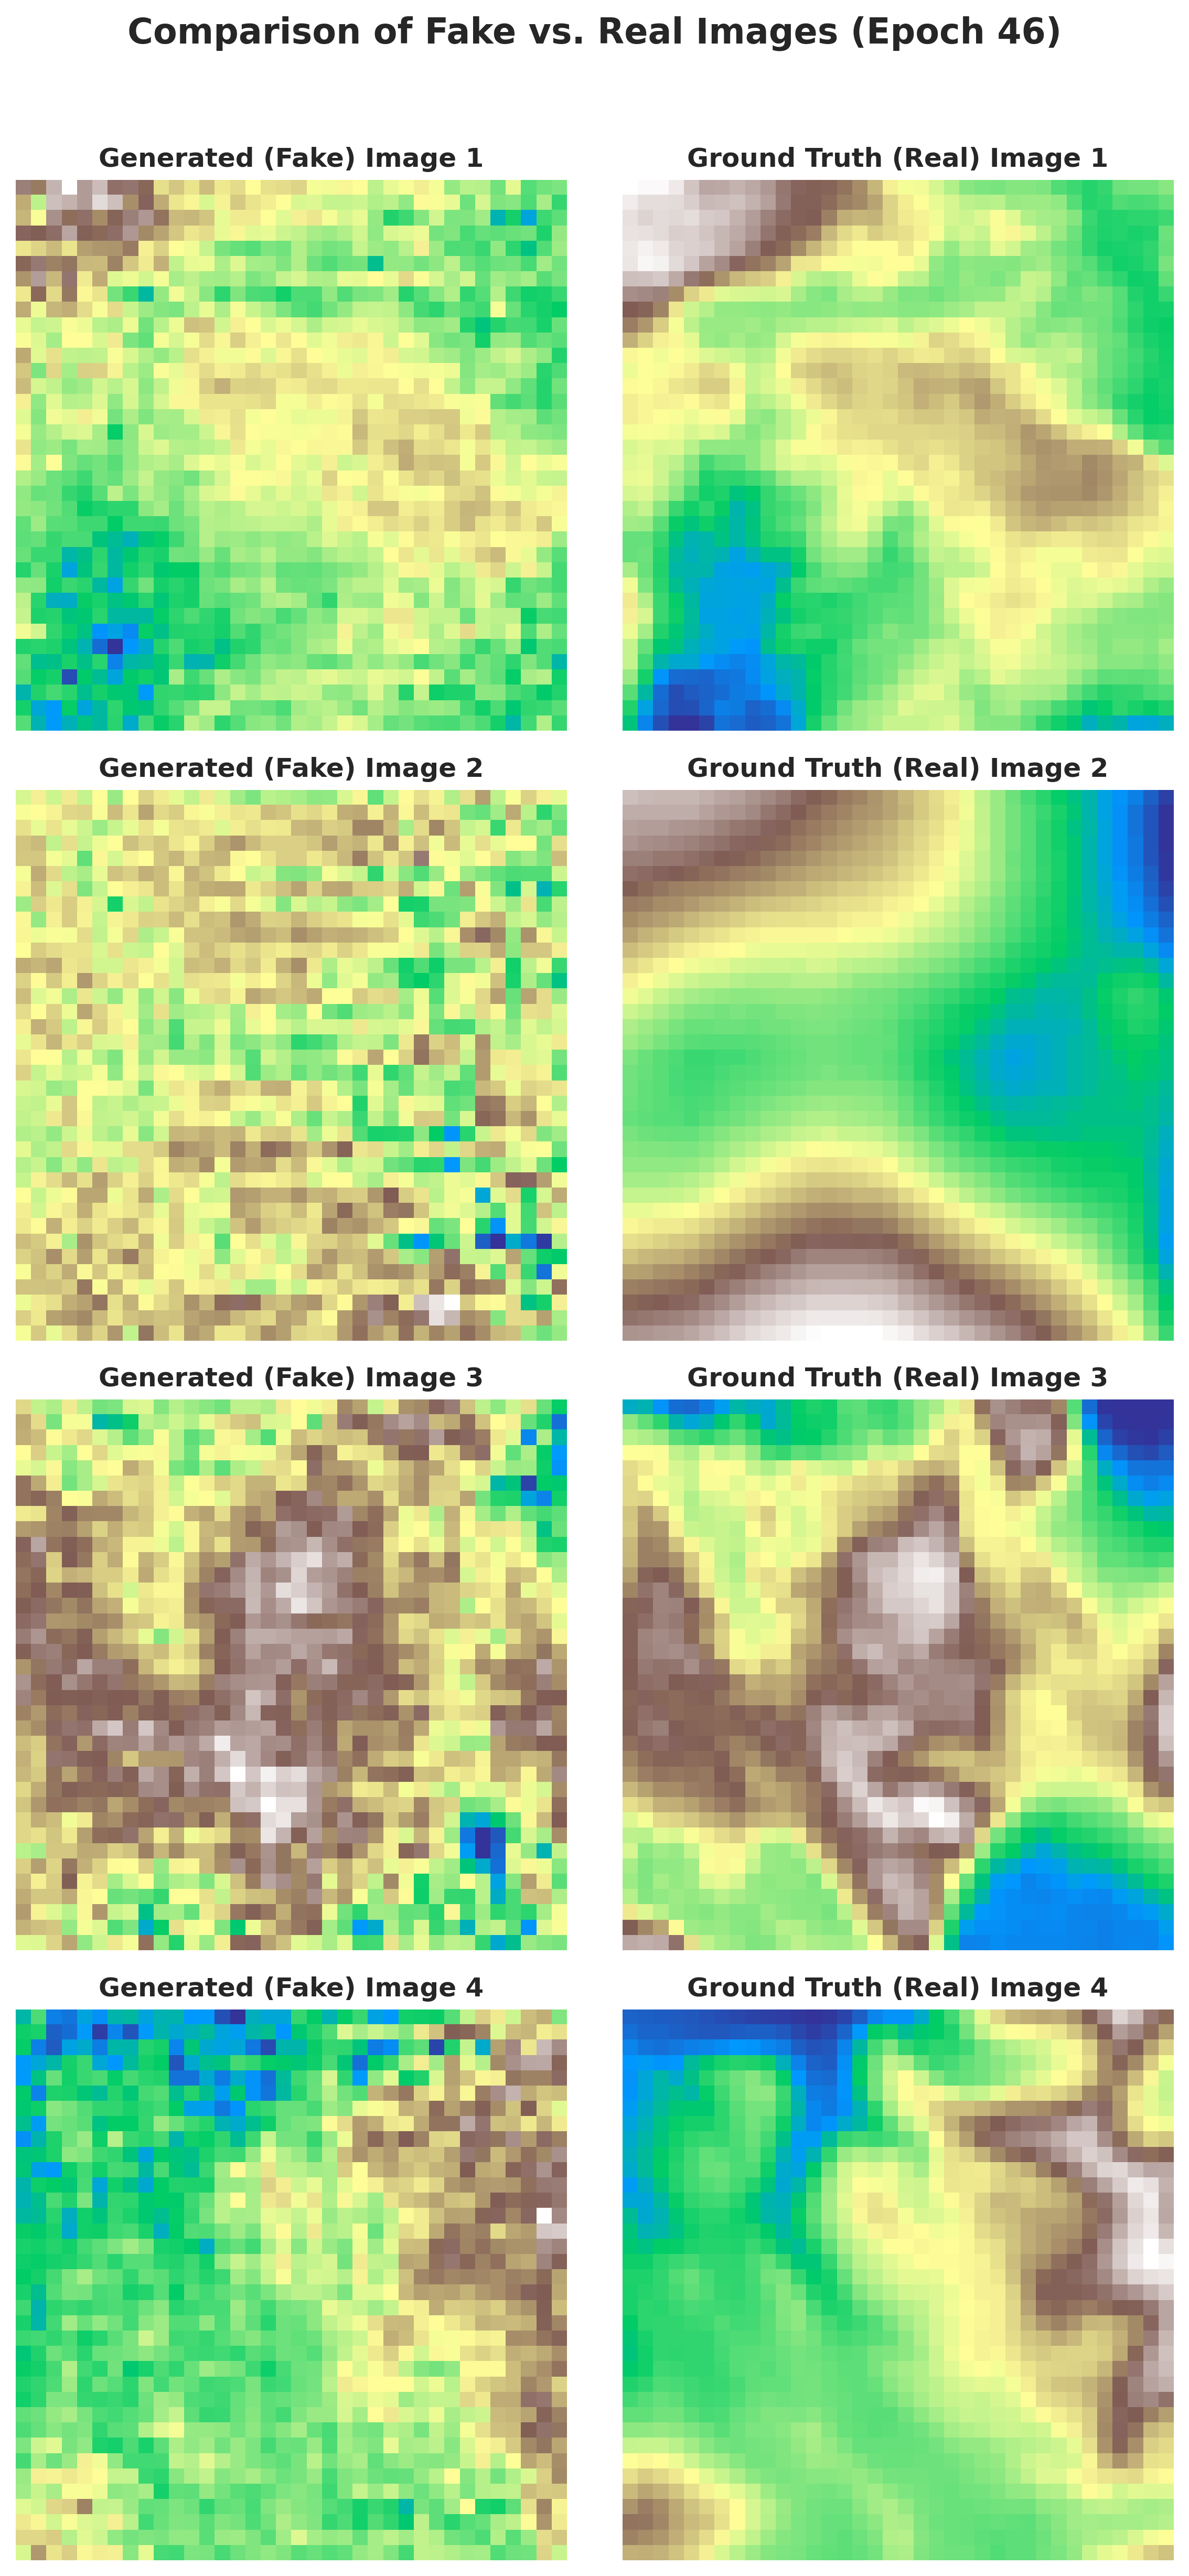 Comparison of Fake vs. Real Images (Epoch 46)
Generated (Fake) Image 1
Ground Truth (Real) Image 1
Generated (Fake) Image 2
Ground Truth (Real) Image 2
Generated (Fake) Image 3
Ground Truth (Real) Image 3
Generated (Fake) Image 4
Ground Truth (Real) Image 4